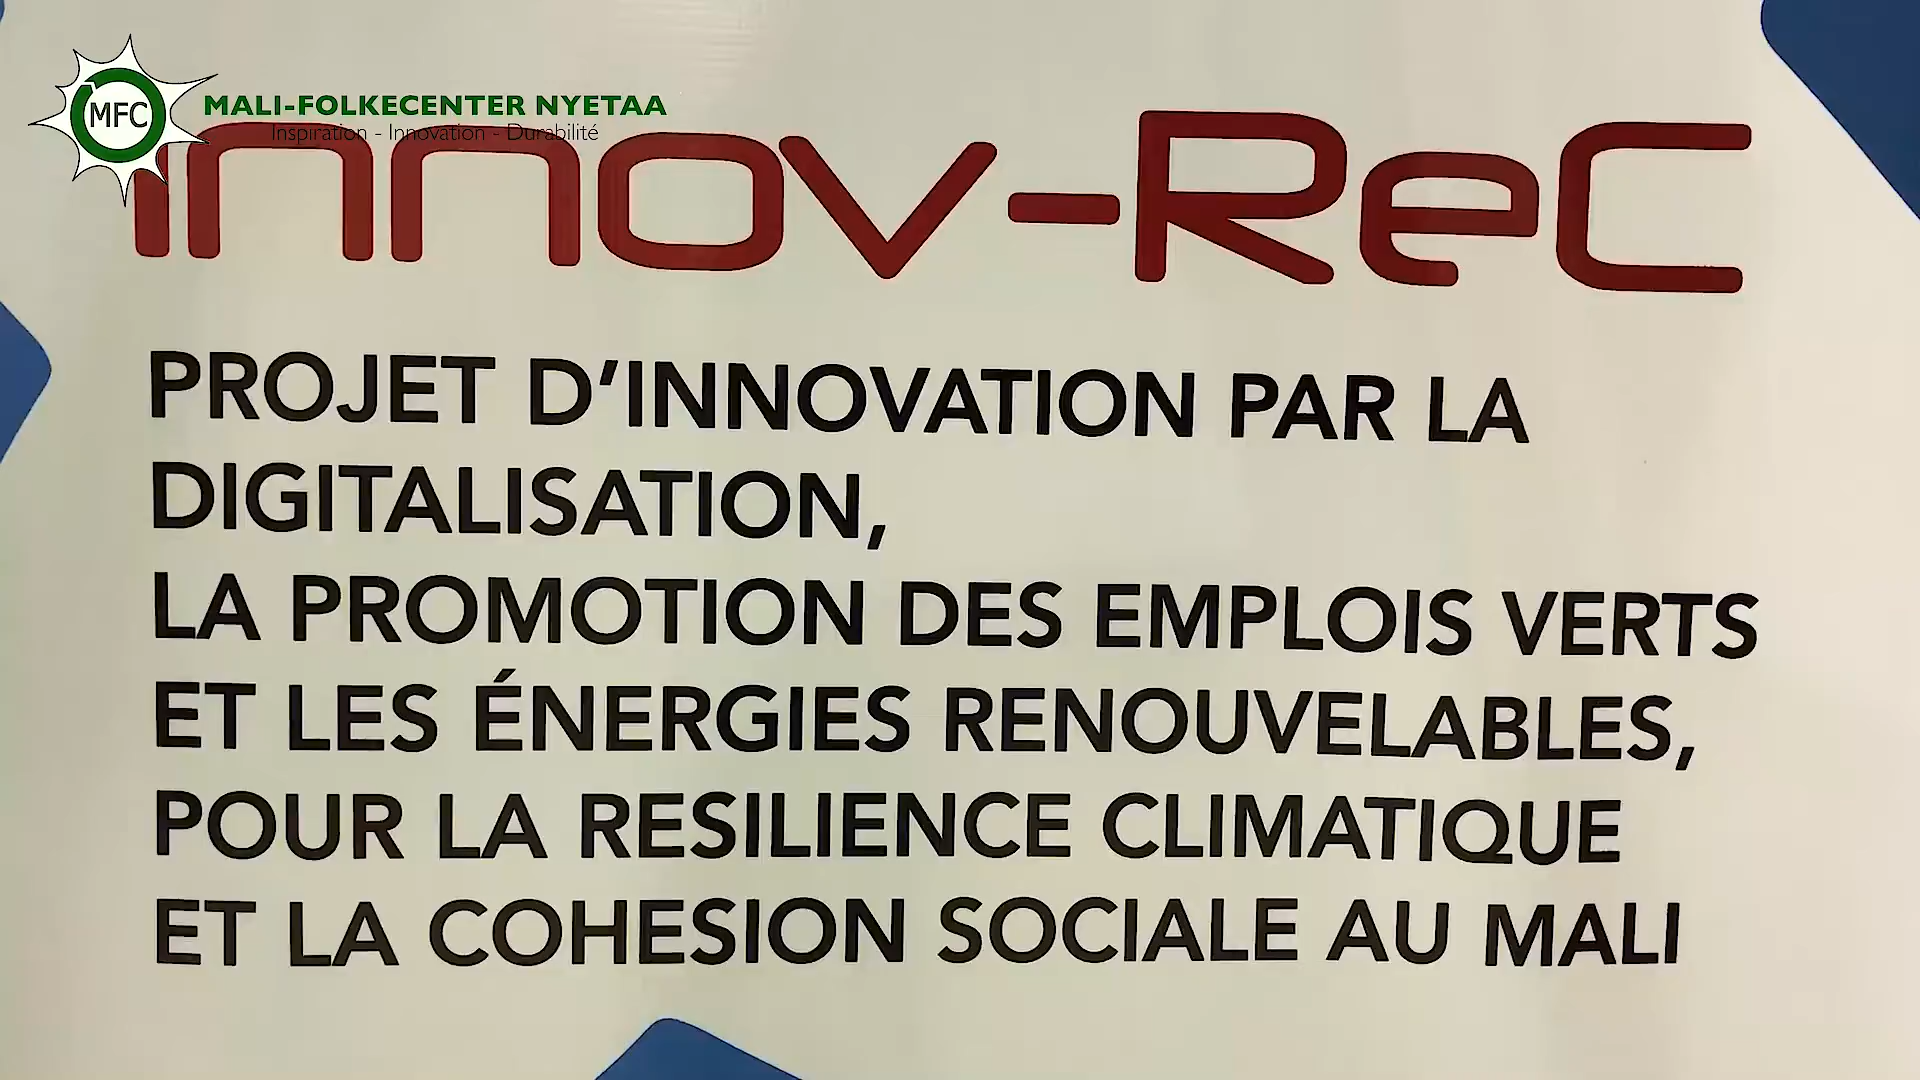 MFC
MALI-FOLKECENTER NYETAA
Inspiration - Innovation - Durabilité
innov-ReC
PROJET D'INNOVATION PAR LA
DIGITALISATION,
LA PROMOTION DES EMPLOIS VERTS
ET LES ÉNERGIES RENOUVELABLES,
POUR LA RESILIENCE CLIMATIQUE
ET LA COHESION SOCIALE AU MALI